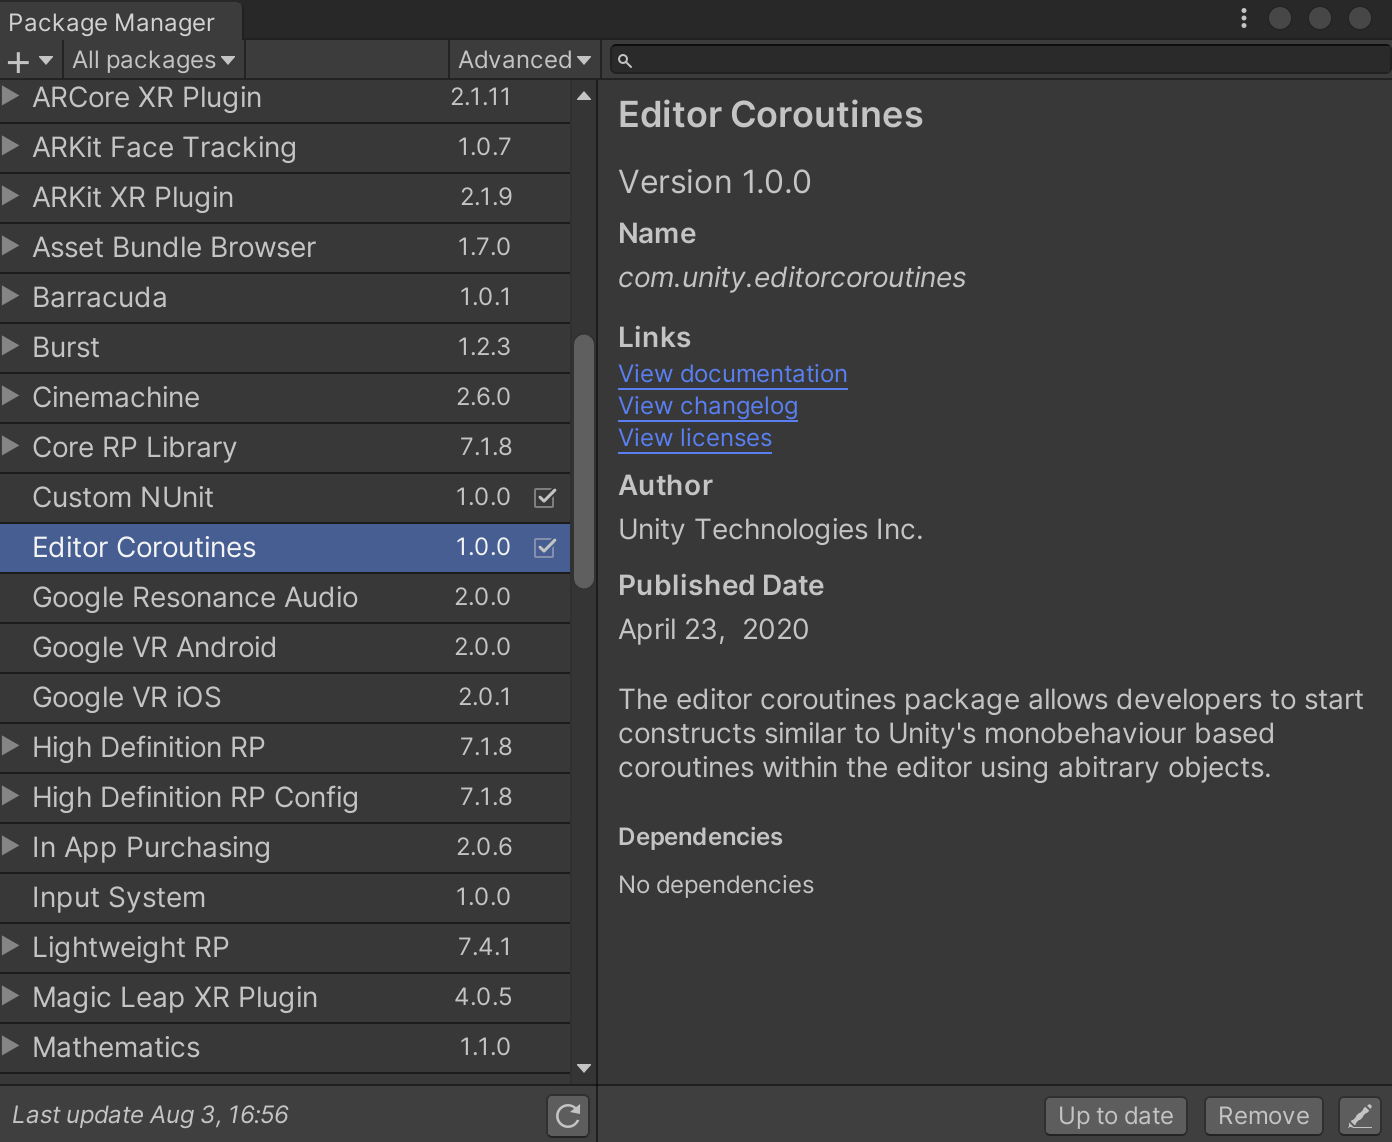 Package Manager
All packages
Advanced
ARCore XR Plugin 2.1.11
ARKit Face Tracking 1.0.7
ARKit XR Plugin 2.1.9
Asset Bundle Browser 1.7.0
Barracuda 1.0.1
Burst 1.2.3
Cinemachine 2.6.0
Core RP Library 7.1.8
Custom NUnit 1.0.0
Editor Coroutines 1.0.0
Google Resonance Audio 2.0.0
Google VR Android 2.0.0
Google VR iOS 2.0.1
High Definition RP 7.1.8
High Definition RP Config 7.1.8
In App Purchasing 2.0.6
Input System 1.0.0
Lightweight RP 7.4.1
Magic Leap XR Plugin 4.0.5
Mathematics 1.1.0
Last update Aug 3, 16:56
Editor Coroutines
Version 1.0.0
Name
com.unity.editorcoroutines
Links
View documentation
View changelog
View licenses
Author
Unity Technologies Inc.
Published Date
April 23, 2020
The editor coroutines package allows developers to start
constructs similar to Unity's monobehaviour based
coroutines within the editor using abitrary objects.
Dependencies
No dependencies
Up to date
Remove